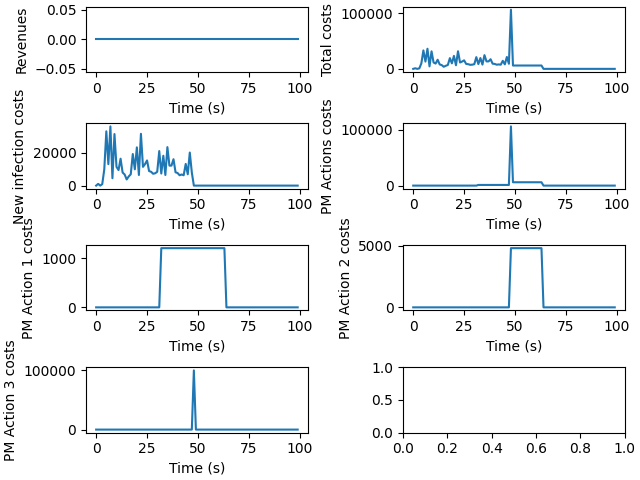 Revenues
0.05
0.00
−0.05
0 25 50 75 100
Time (s)
Total costs
100000
0
0 25 50 75 100
Time (s)
New infection costs
20000
0
0 25 50 75 100
Time (s)
PM Actions costs
100000
0
0 25 50 75 100
Time (s)
PM Action 1 costs
1000
0
0 25 50 75 100
Time (s)
PM Action 2 costs
5000
0
0 25 50 75 100
Time (s)
PM Action 3 costs
100000
0
0 25 50 75 100
Time (s)
1.0
0.5
0.0
0.0 0.2 0.4 0.6 0.8 1.0